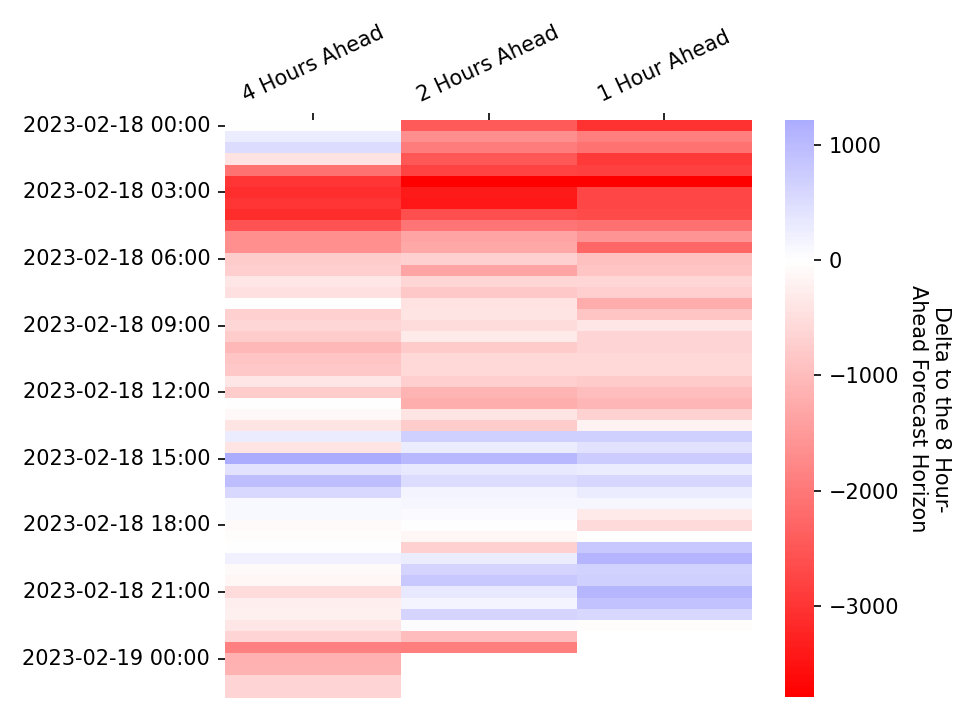 4 Hours Ahead
2 Hours Ahead
1 Hour Ahead
2023-02-18 00:00
2023-02-18 03:00
2023-02-18 06:00
2023-02-18 09:00
2023-02-18 12:00
2023-02-18 15:00
2023-02-18 18:00
2023-02-18 21:00
2023-02-19 00:00
1000
0
−1000
−2000
−3000
Delta to the 8 Hour-
Ahead Forecast Horizon